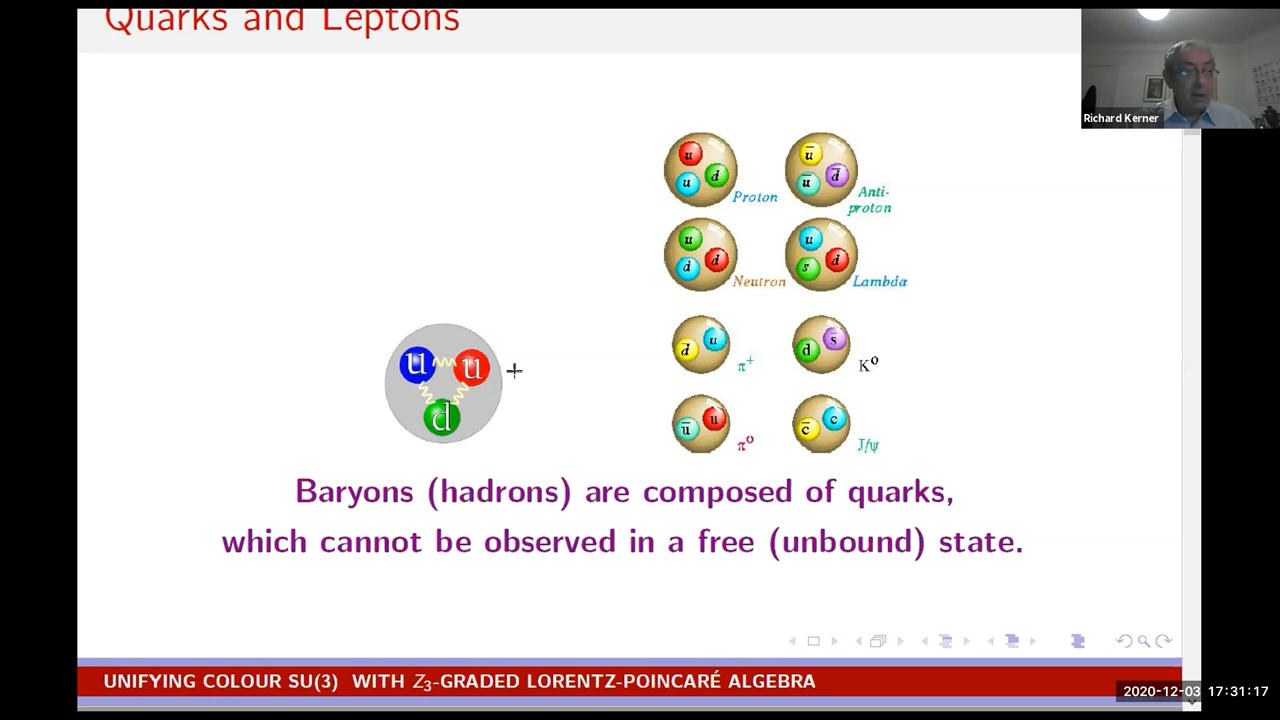 Quarks and Leptons
Richard Kerner
u
u d
Proton
u̅
u̅ d̅
Anti-
proton
u
d d
Neutron
u
s d
Lambda
d̅ u
π⁺
d s̅
K⁰
u̅ u
π⁰
c̅ c
J/ψ
u u
d
Baryons (hadrons) are composed of quarks,
which cannot be observed in a free (unbound) state.
UNIFYING COLOUR SU(3) WITH Z₃-GRADED LORENTZ-POINCARÉ ALGEBRA
2020-12-03 17:31:17